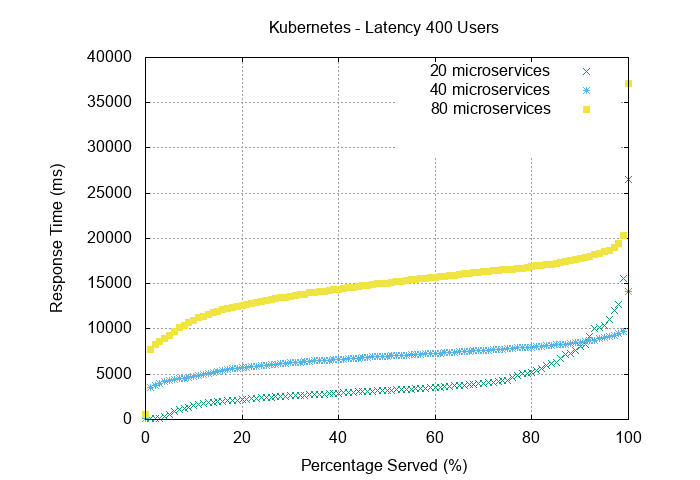 Kubernetes - Latency 400 Users
40000
35000
30000
25000
20000
15000
10000
5000
0
Response Time (ms)
20 microservices
40 microservices
80 microservices
0 20 40 60 80 100
Percentage Served (%)